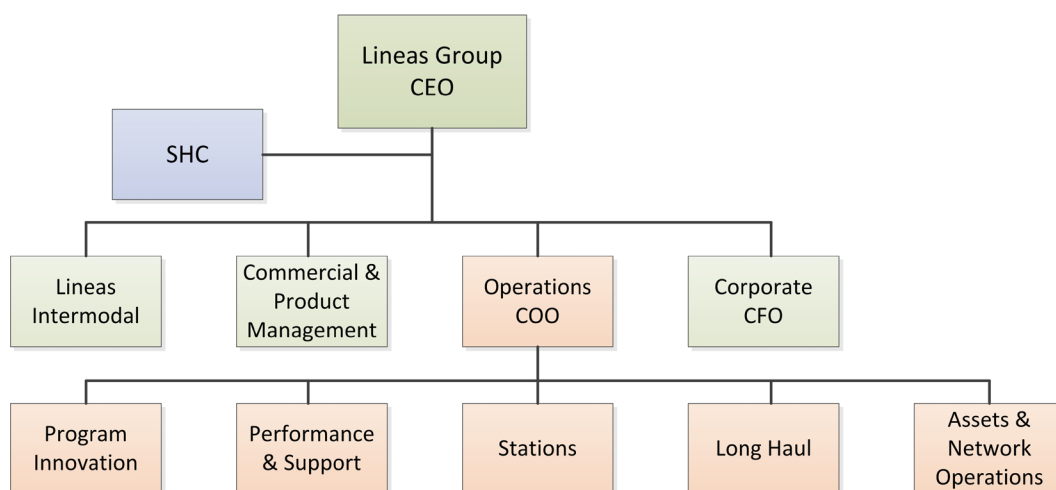 Lineas Group
CEO
SHC
Lineas
Intermodal
Commercial &
Product
Management
Operations
COO
Corporate
CFO
Program
Innovation
Performance
& Support
Stations
Long Haul
Assets &
Network
Operations